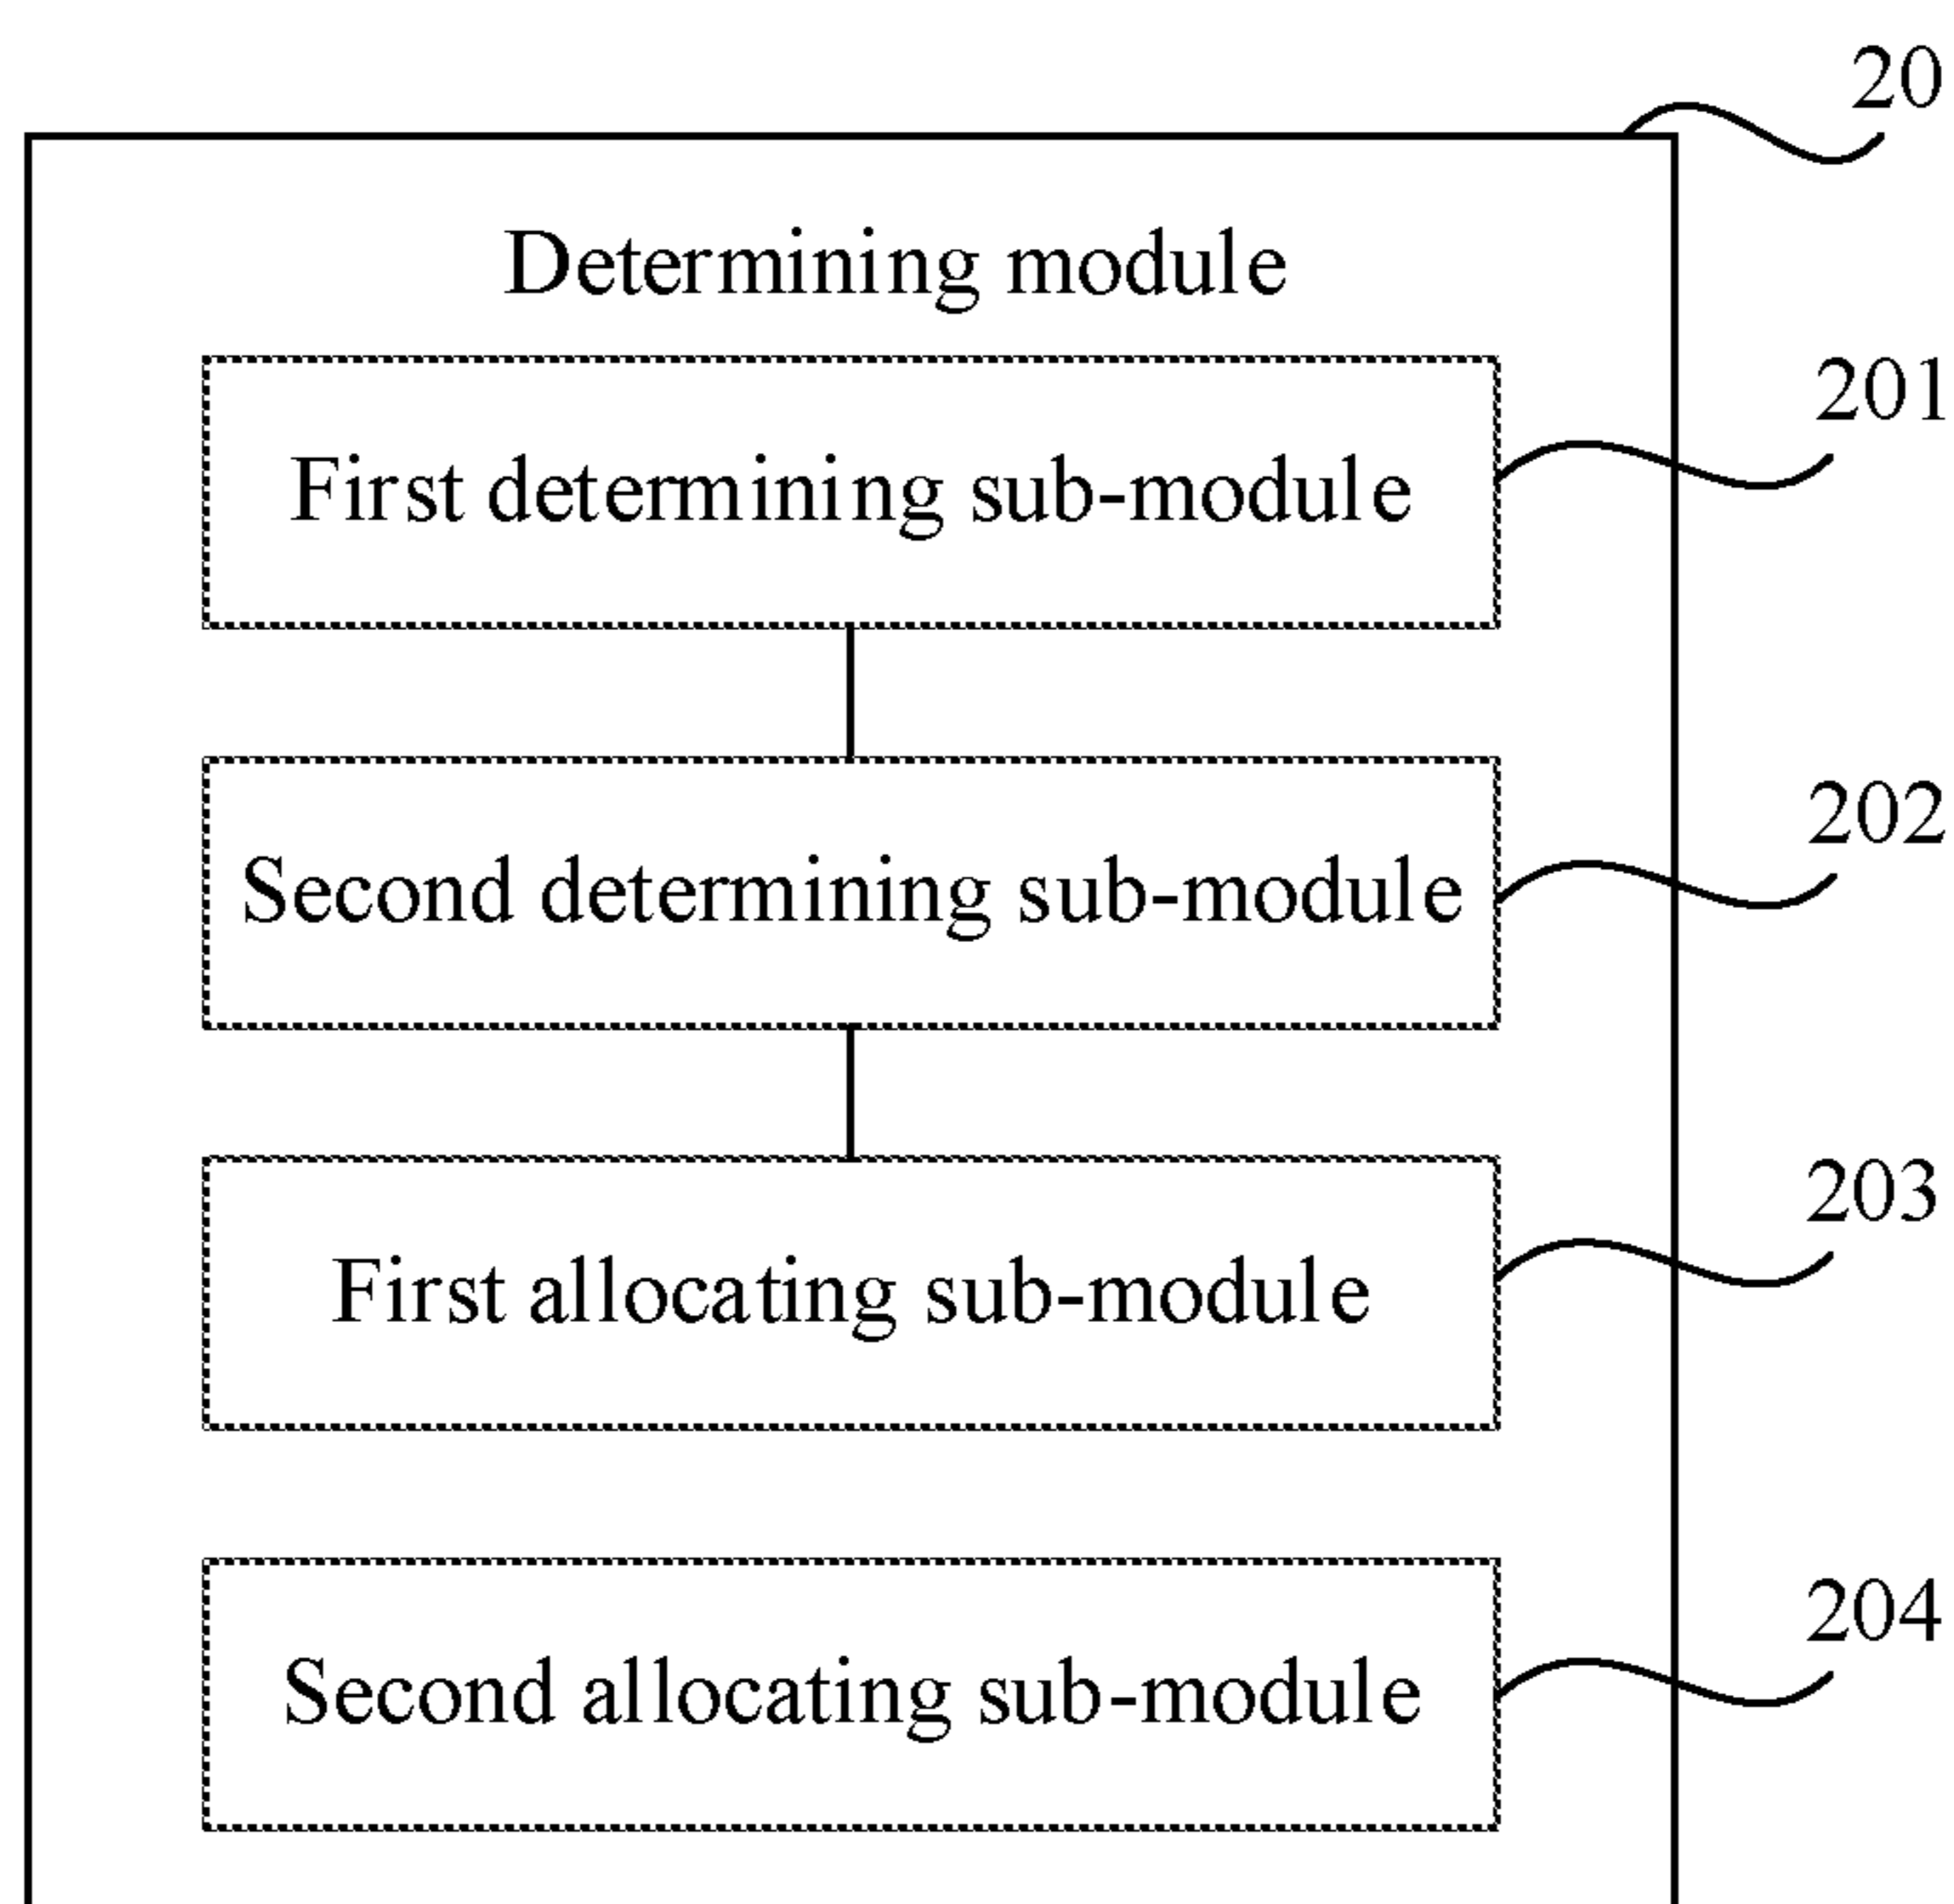 20
Determining module
201
First determining sub-module
202
Second determining sub-module
203
First allocating sub-module
204
Second allocating sub-module